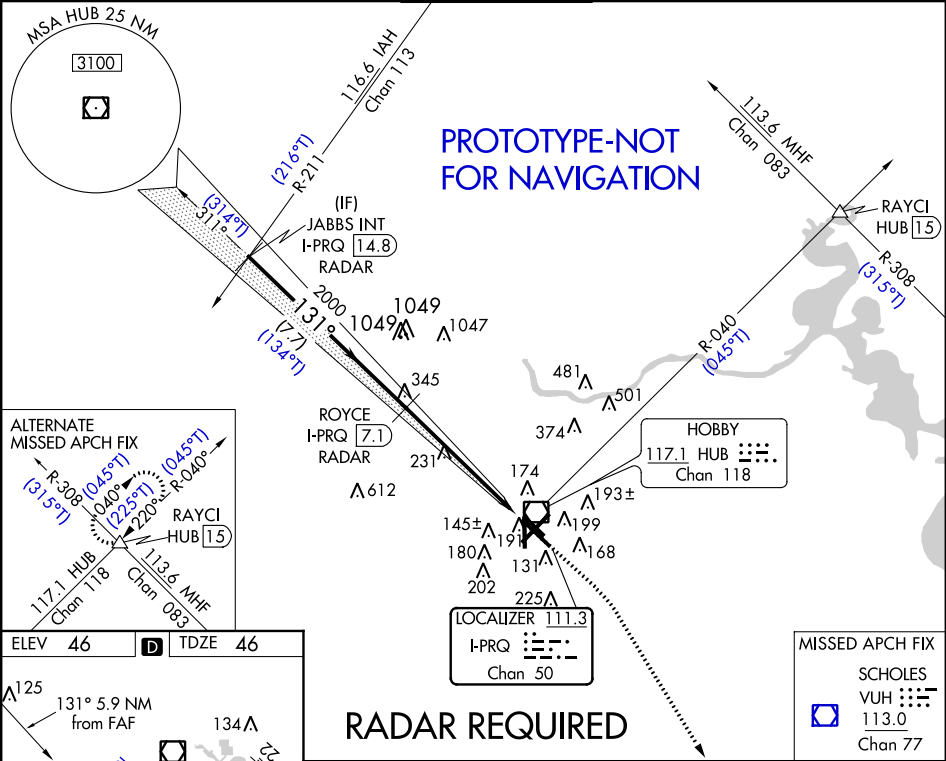 MSA HUB 25 NM
3100
116.6 IAH
Chan 113
(216°T)
R-211
PROTOTYPE-NOT
FOR NAVIGATION
113.6 MHF
Chan 083
RAYCI
HUB 15
R-308
(315°T)
(314°T)
311°
(IF)
JABBS INT
I-PRQ 14.8
RADAR
2000
131°
(7.7)
(134°T)
1049
1049
1047
R-040
(045°T)
345
481
501
374
ROYCE
I-PRQ 7.1
RADAR
231
612
HOBBY
117.1 HUB
Chan 118
174
193±
199
168
145±
191
180
131
202
225
ALTERNATE
MISSED APCH FIX
R-308
(315°T)
(045°T)
040°
(225°T)
220°
(045°T)
R-040°
RAYCI
HUB 15
117.1 HUB
Chan 118
113.6 MHF
Chan 083
LOCALIZER 111.3
I-PRQ
Chan 50
ELEV 46
D
TDZE 46
125
131° 5.9 NM
from FAF
134
22
RADAR REQUIRED
MISSED APCH FIX
SCHOLES
VUH
113.0
Chan 77